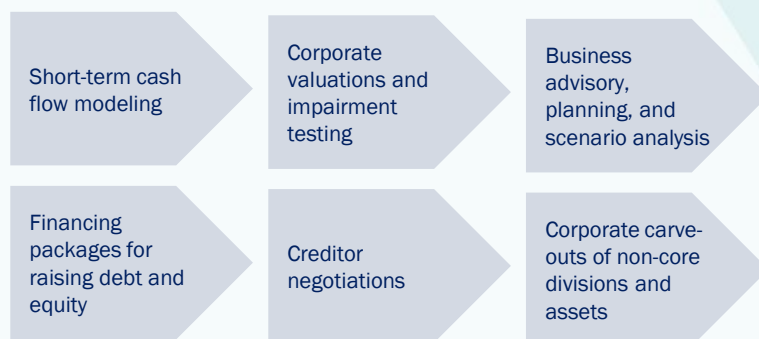 Short-term cash
flow modeling
Corporate
valuations and
impairment
testing
Business
advisory,
planning, and
scenario analysis
Financing
packages for
raising debt and
equity
Creditor
negotiations
Corporate carve-
outs of non-core
divisions and
assets